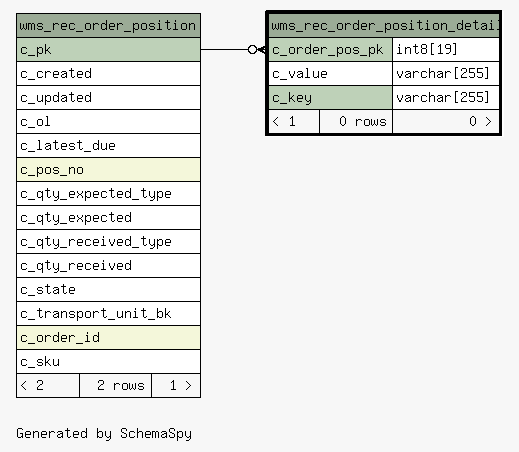 wms_rec_order_position
c_pk
c_created
c_updated
c_ol
c_latest_due
c_pos_no
c_qty_expected_type
c_qty_expected
c_qty_received_type
c_qty_received
c_state
c_transport_unit_bk
c_order_id
c_sku
< 2 2 rows 1 >
wms_rec_order_position_detai
c_order_pos_pk int8[19]
c_value varchar[255]
c_key varchar[255]
< 1 0 rows 0 >
Generated by SchemaSpy